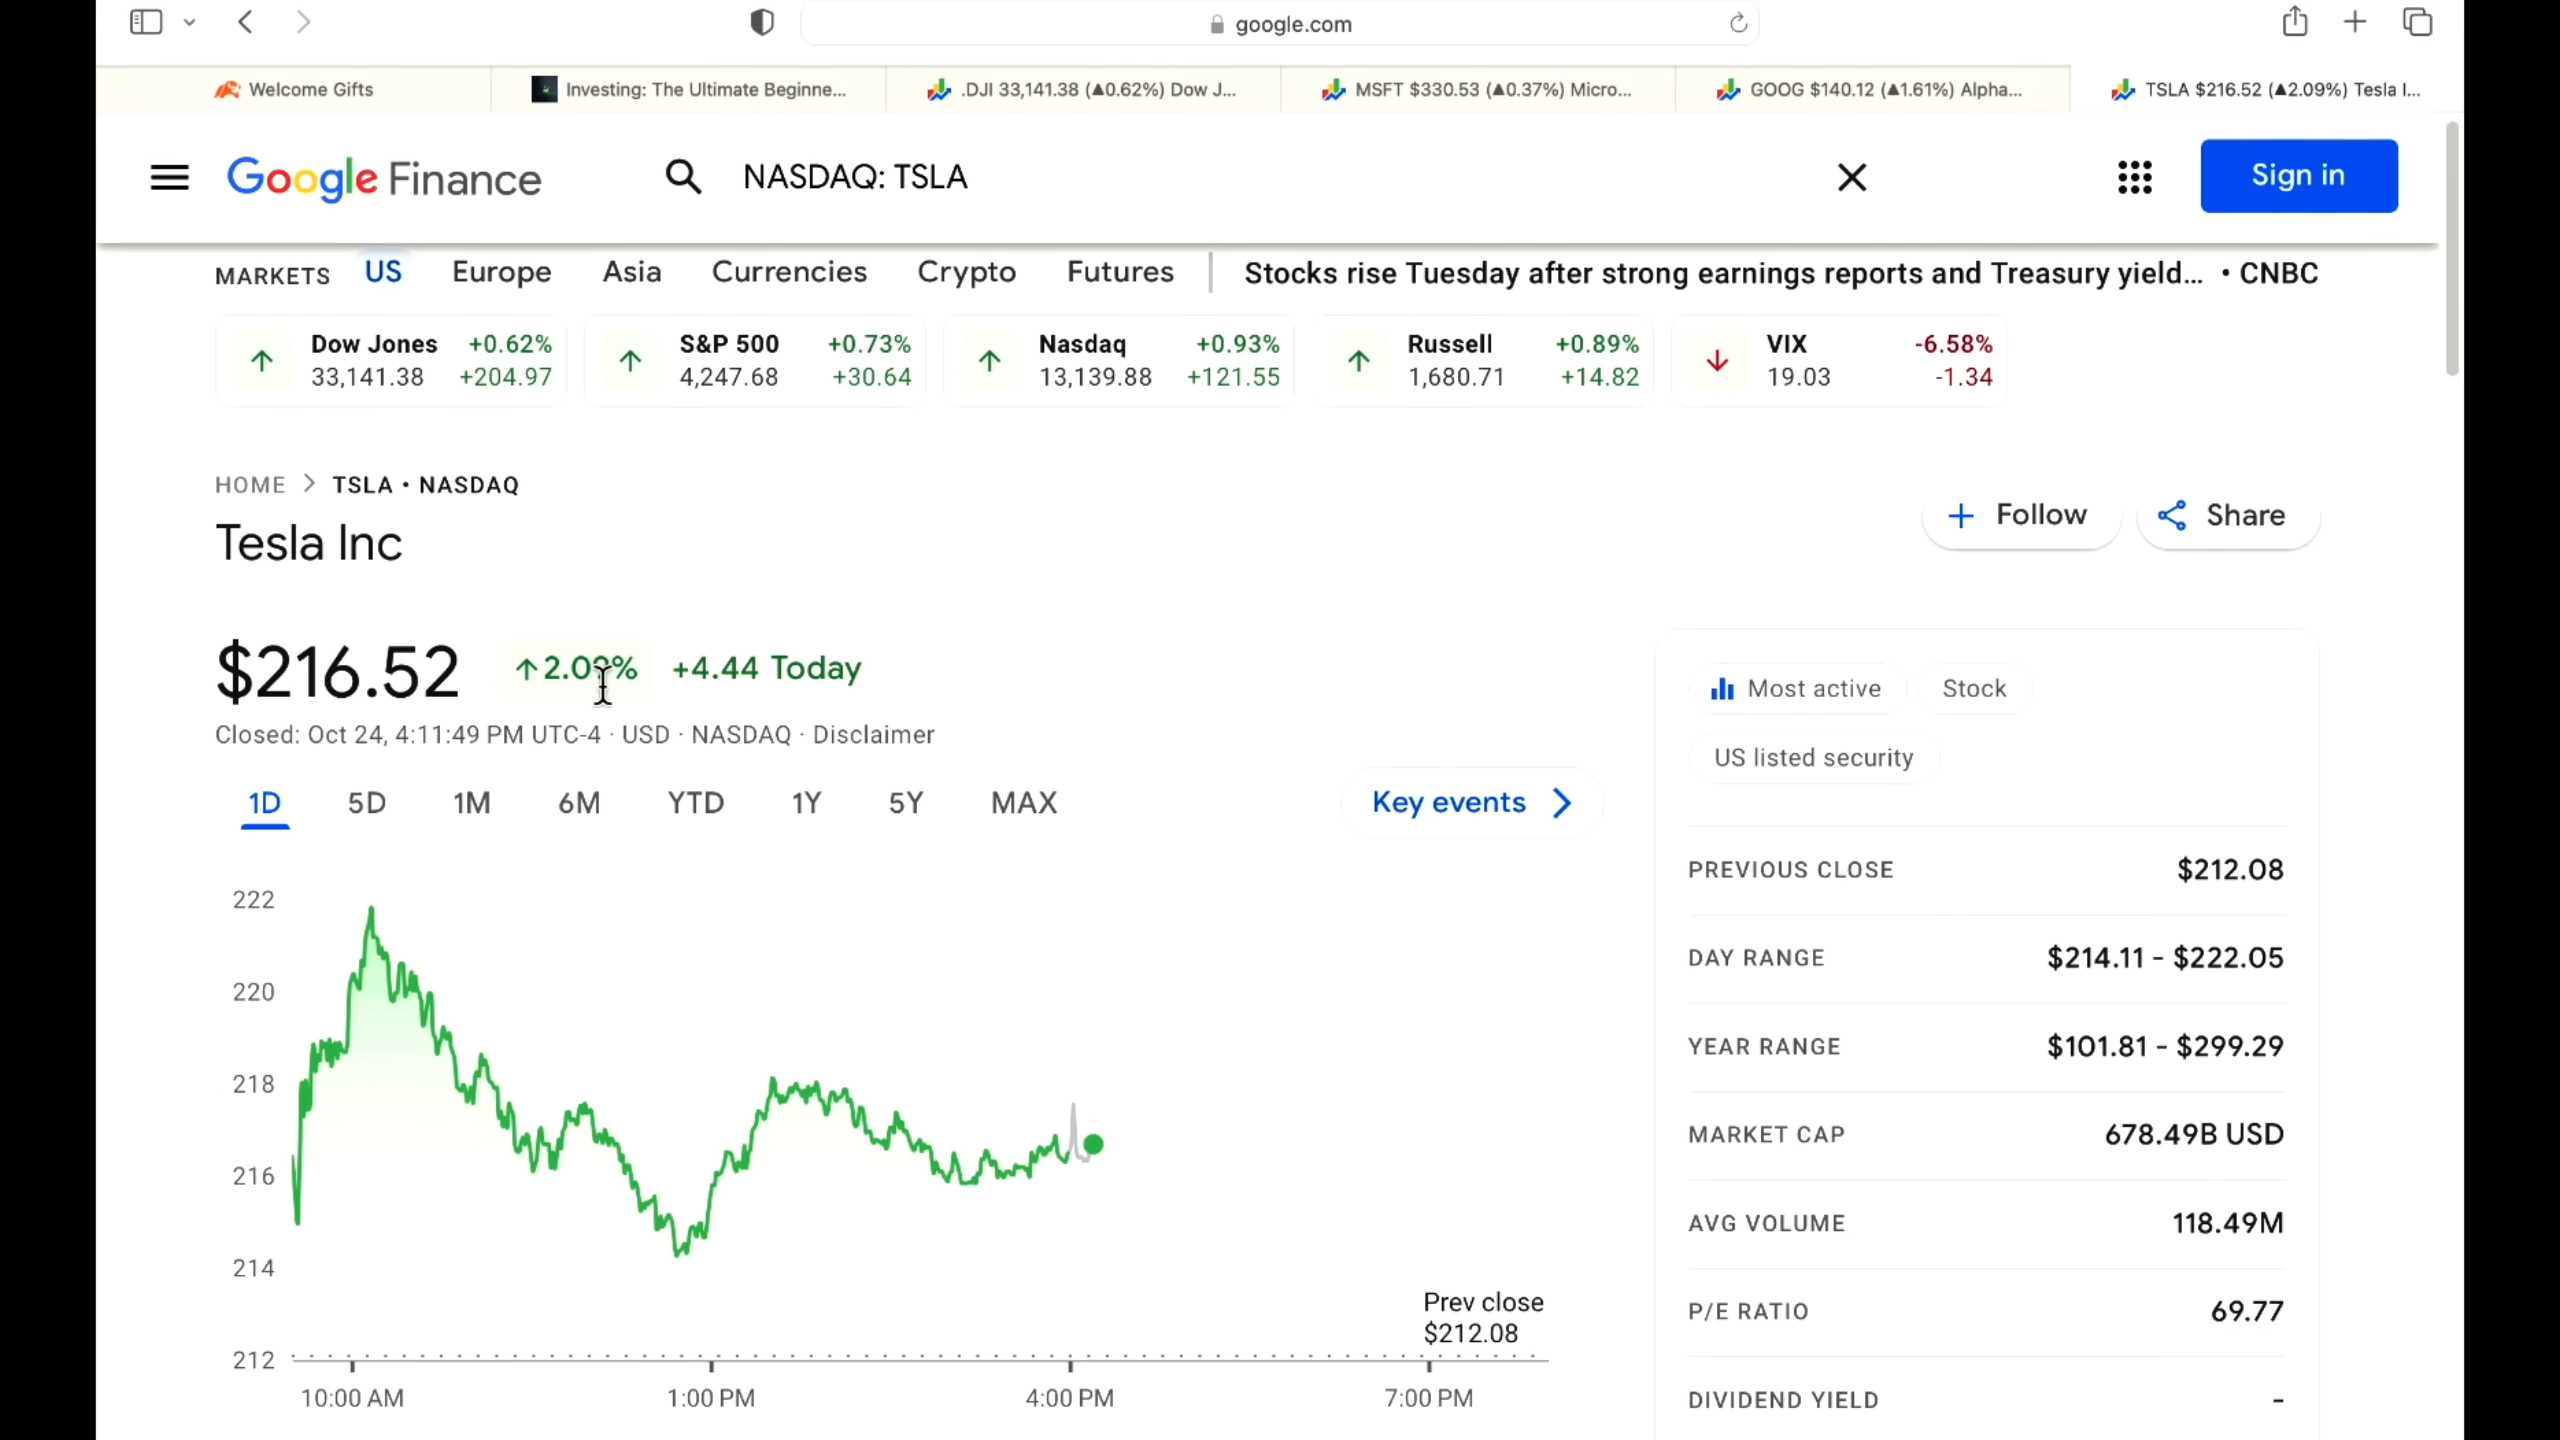 google.com
Welcome Gifts
Investing: The Ultimate Beginne...
.DJI 33,141.38 (▲0.62%) Dow J...
MSFT $330.53 (▲0.37%) Micro...
GOOG $140.12 (▲1.61%) Alpha...
TSLA $216.52 (▲2.09%) Tesla I...
Google Finance
NASDAQ: TSLA
Sign in
MARKETS US Europe Asia Currencies Crypto Futures
Stocks rise Tuesday after strong earnings reports and Treasury yield... • CNBC
Dow Jones +0.62%
33,141.38 +204.97
S&P 500 +0.73%
4,247.68 +30.64
Nasdaq +0.93%
13,139.88 +121.55
Russell +0.89%
1,680.71 +14.82
VIX -6.58%
19.03 -1.34
HOME > TSLA • NASDAQ
Tesla Inc
+ Follow
Share
$216.52 ↑2.09% +4.44 Today
Closed: Oct 24, 4:11:49 PM UTC-4 · USD · NASDAQ · Disclaimer
1D 5D 1M 6M YTD 1Y 5Y MAX
Key events
222
220
218
216
214
212
Prev close
$212.08
10:00 AM 1:00 PM 4:00 PM 7:00 PM
Most active
Stock
US listed security
PREVIOUS CLOSE $212.08
DAY RANGE $214.11 - $222.05
YEAR RANGE $101.81 - $299.29
MARKET CAP 678.49B USD
AVG VOLUME 118.49M
P/E RATIO 69.77
DIVIDEND YIELD -